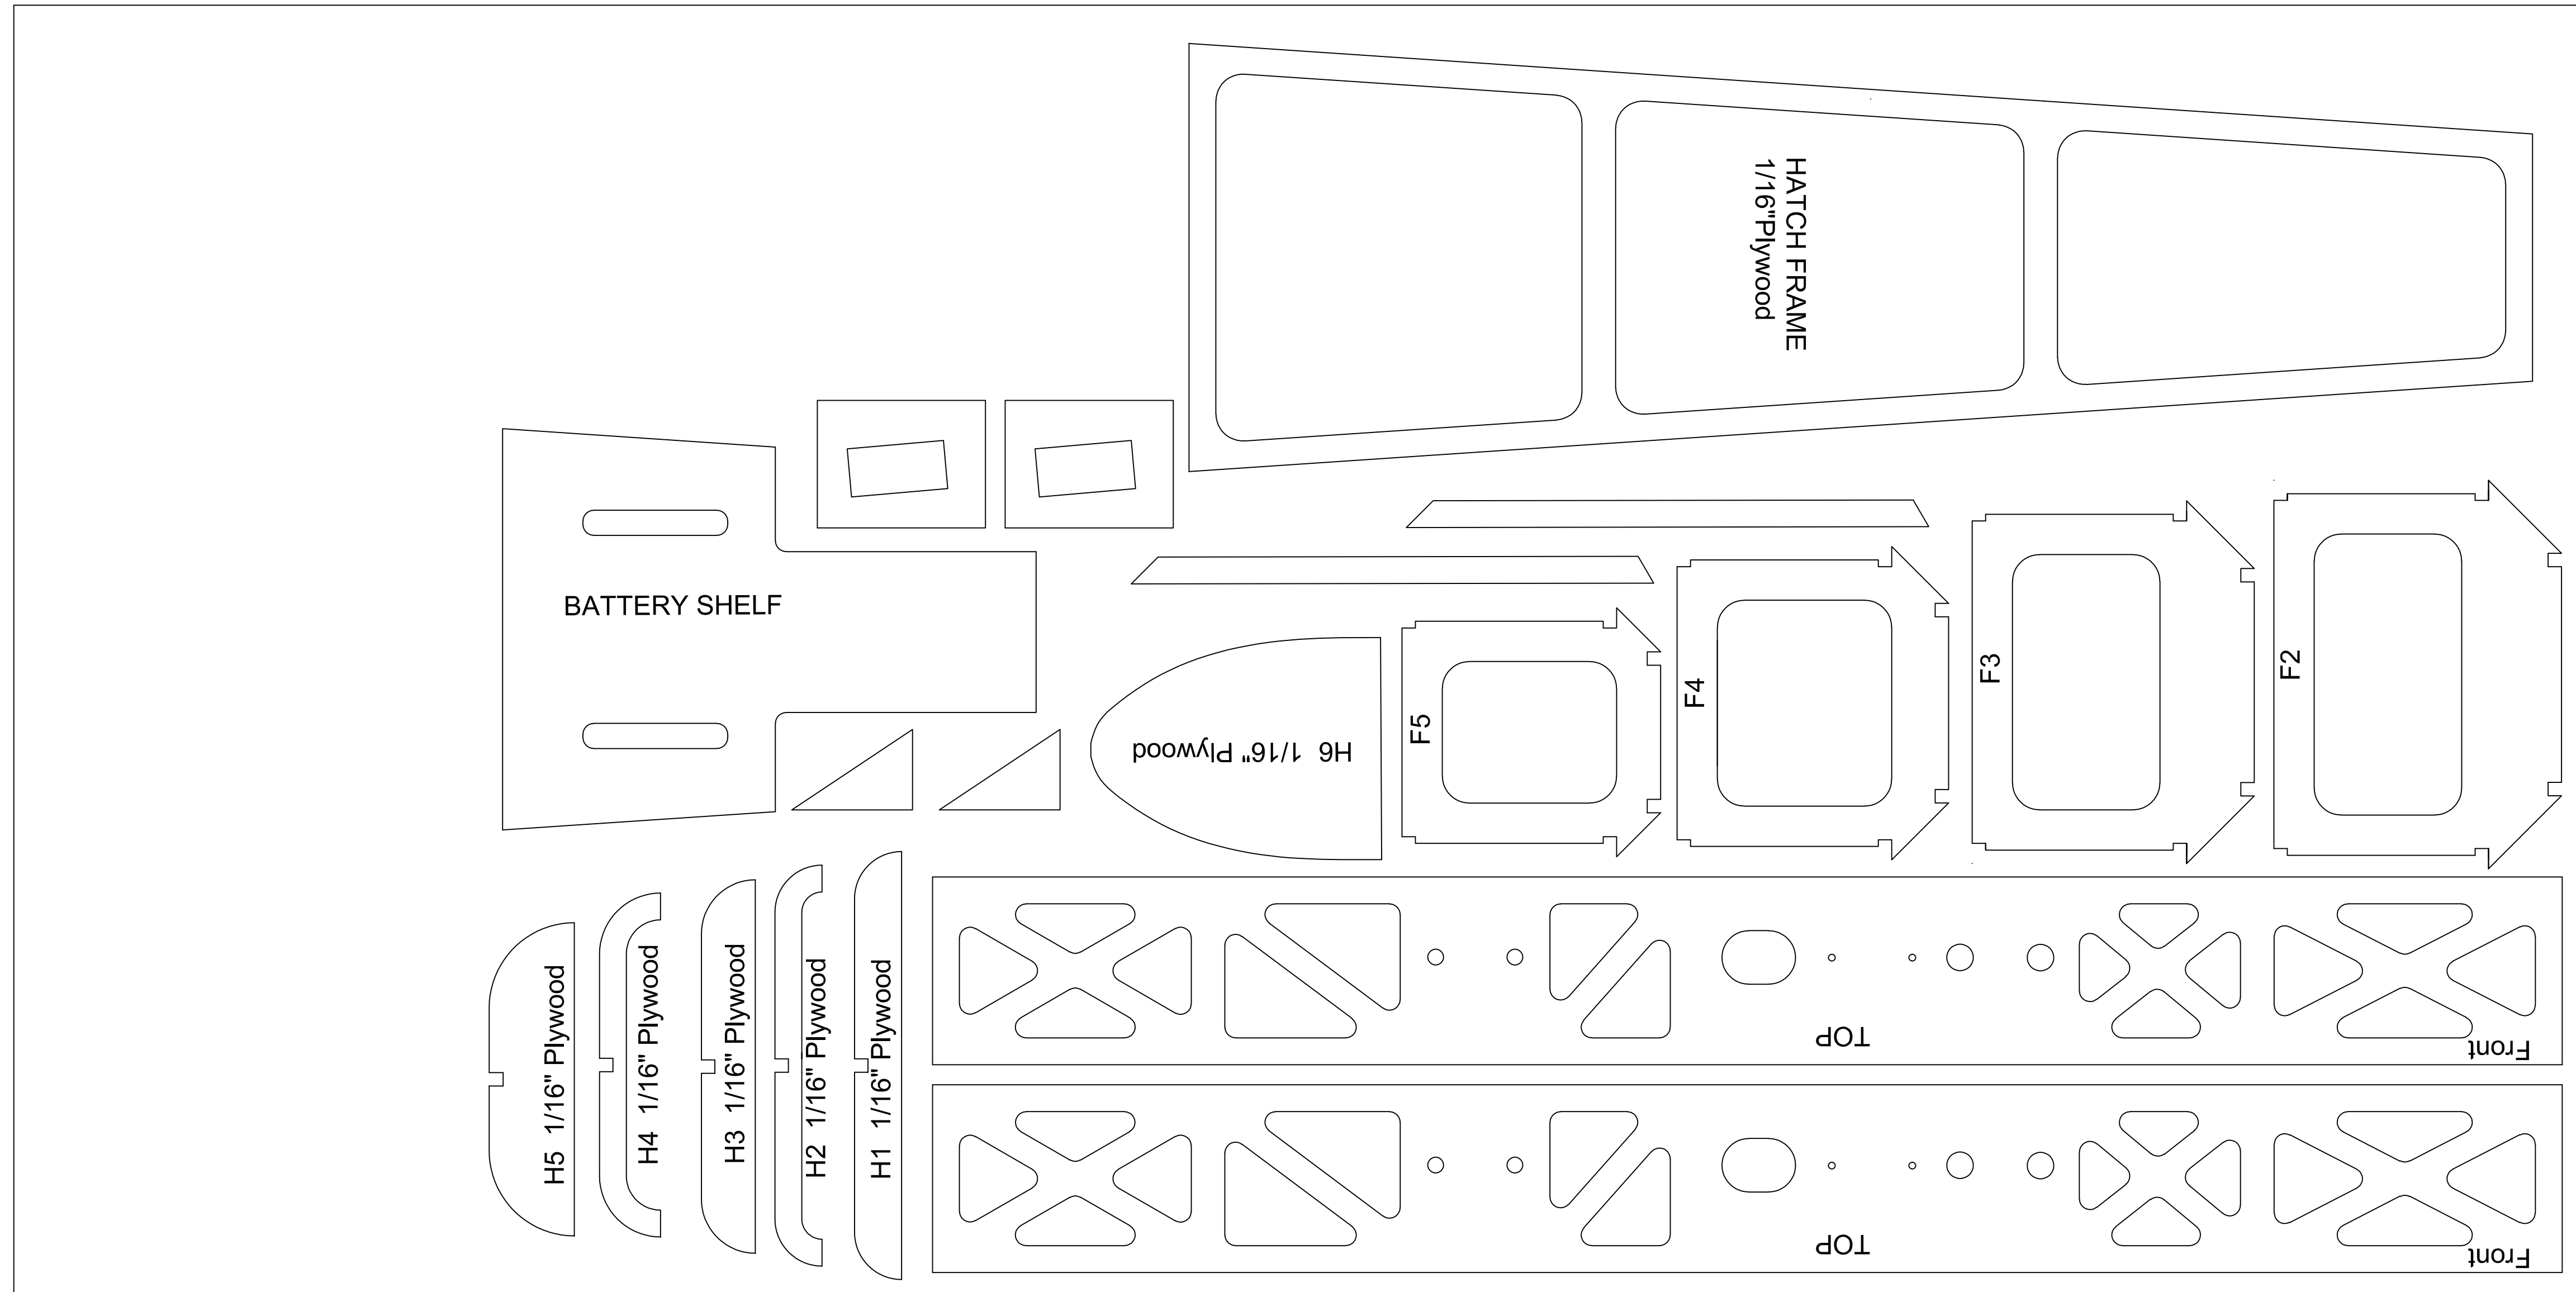 HATCH FRAME
1/16"Plywood
BATTERY SHELF
H6 1/16" Plywood
F5
F4
F3
F2
H5 1/16" Plywood
H4 1/16" Plywood
H3 1/16" Plywood
H2 1/16" Plywood
H1 1/16" Plywood
TOP
Front
TOP
Front